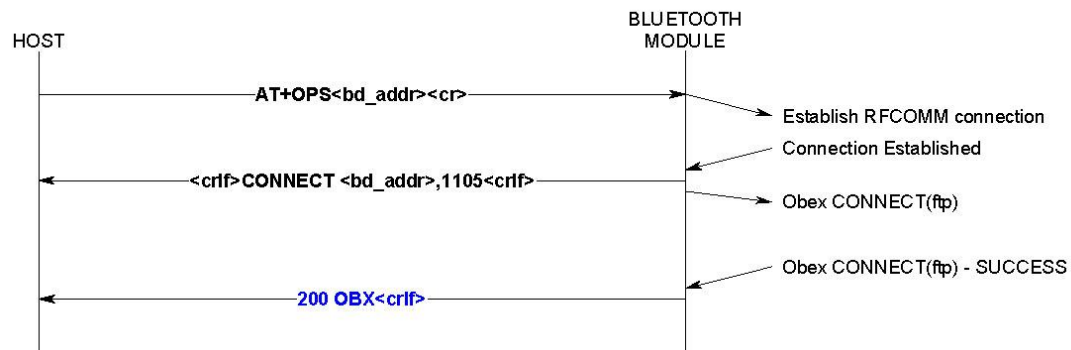 BLUETOOTH
HOST
MODULE
AT+OPS<bd_addr><cr>
Establish RFCOMM connection
Connection Established
<crlf>CONNECT <bd_addr>,1105<crlf>
Obex CONNECT(ftp)
Obex CONNECT(ftp) - SUCCESS
200 OBX<crlf>